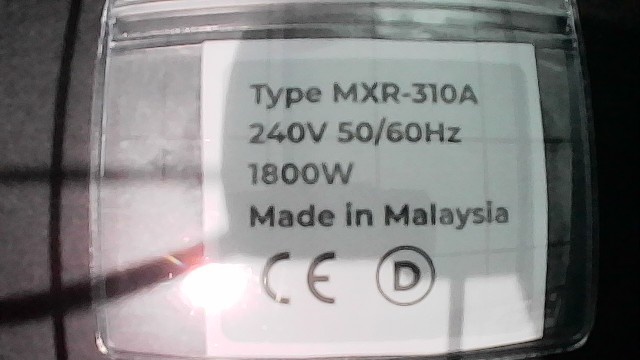 Type MXR-310A
240V 50/60Hz
1800W
Made in Malaysia
CE D